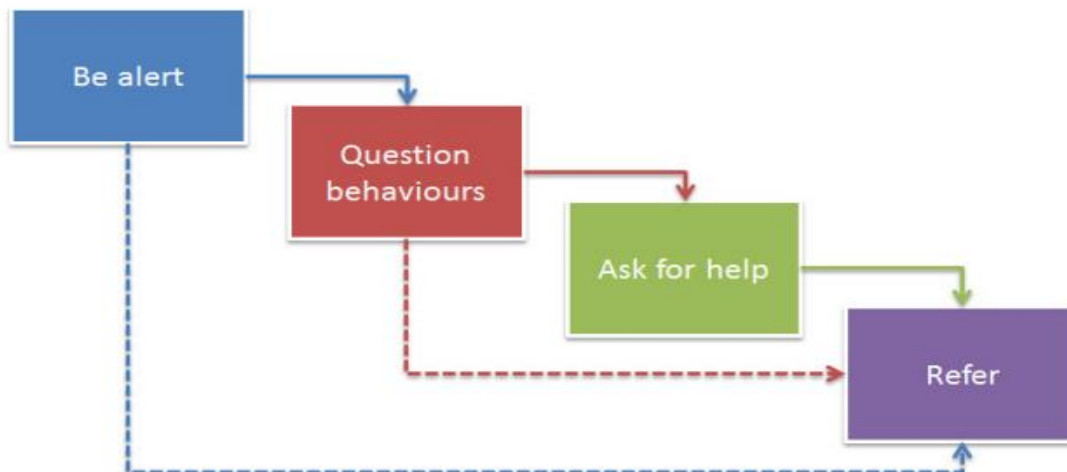 Be alert
Question
behaviours
Ask for help
Refer